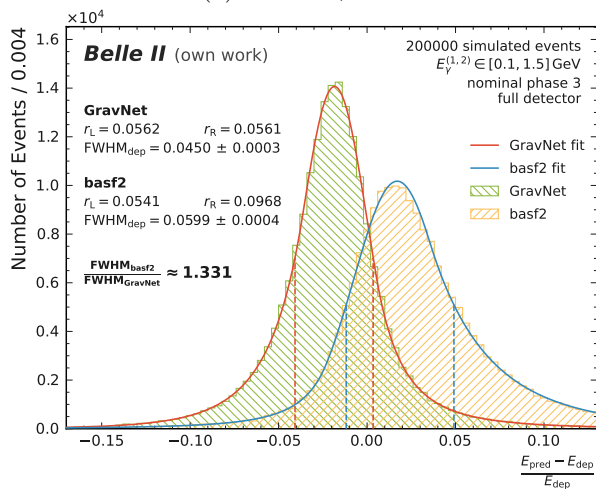 ×10⁴
Belle II (own work)
200000 simulated events
E_γ^(1,2) ∈ [0.1, 1.5] GeV
nominal phase 3
full detector
GravNet
r_L = 0.0562 r_R = 0.0561
FWHM_dep = 0.0450 ± 0.0003
basf2
r_L = 0.0541 r_R = 0.0968
FWHM_dep = 0.0599 ± 0.0004
FWHM_basf2 / FWHM_GravNet ≈ 1.331
GravNet fit
basf2 fit
GravNet
basf2
Number of Events / 0.004
1.6
1.4
1.2
1.0
0.8
0.6
0.4
0.2
0.0
−0.15 −0.10 −0.05 0.00 0.05 0.10
E_pred − E_dep
E_dep